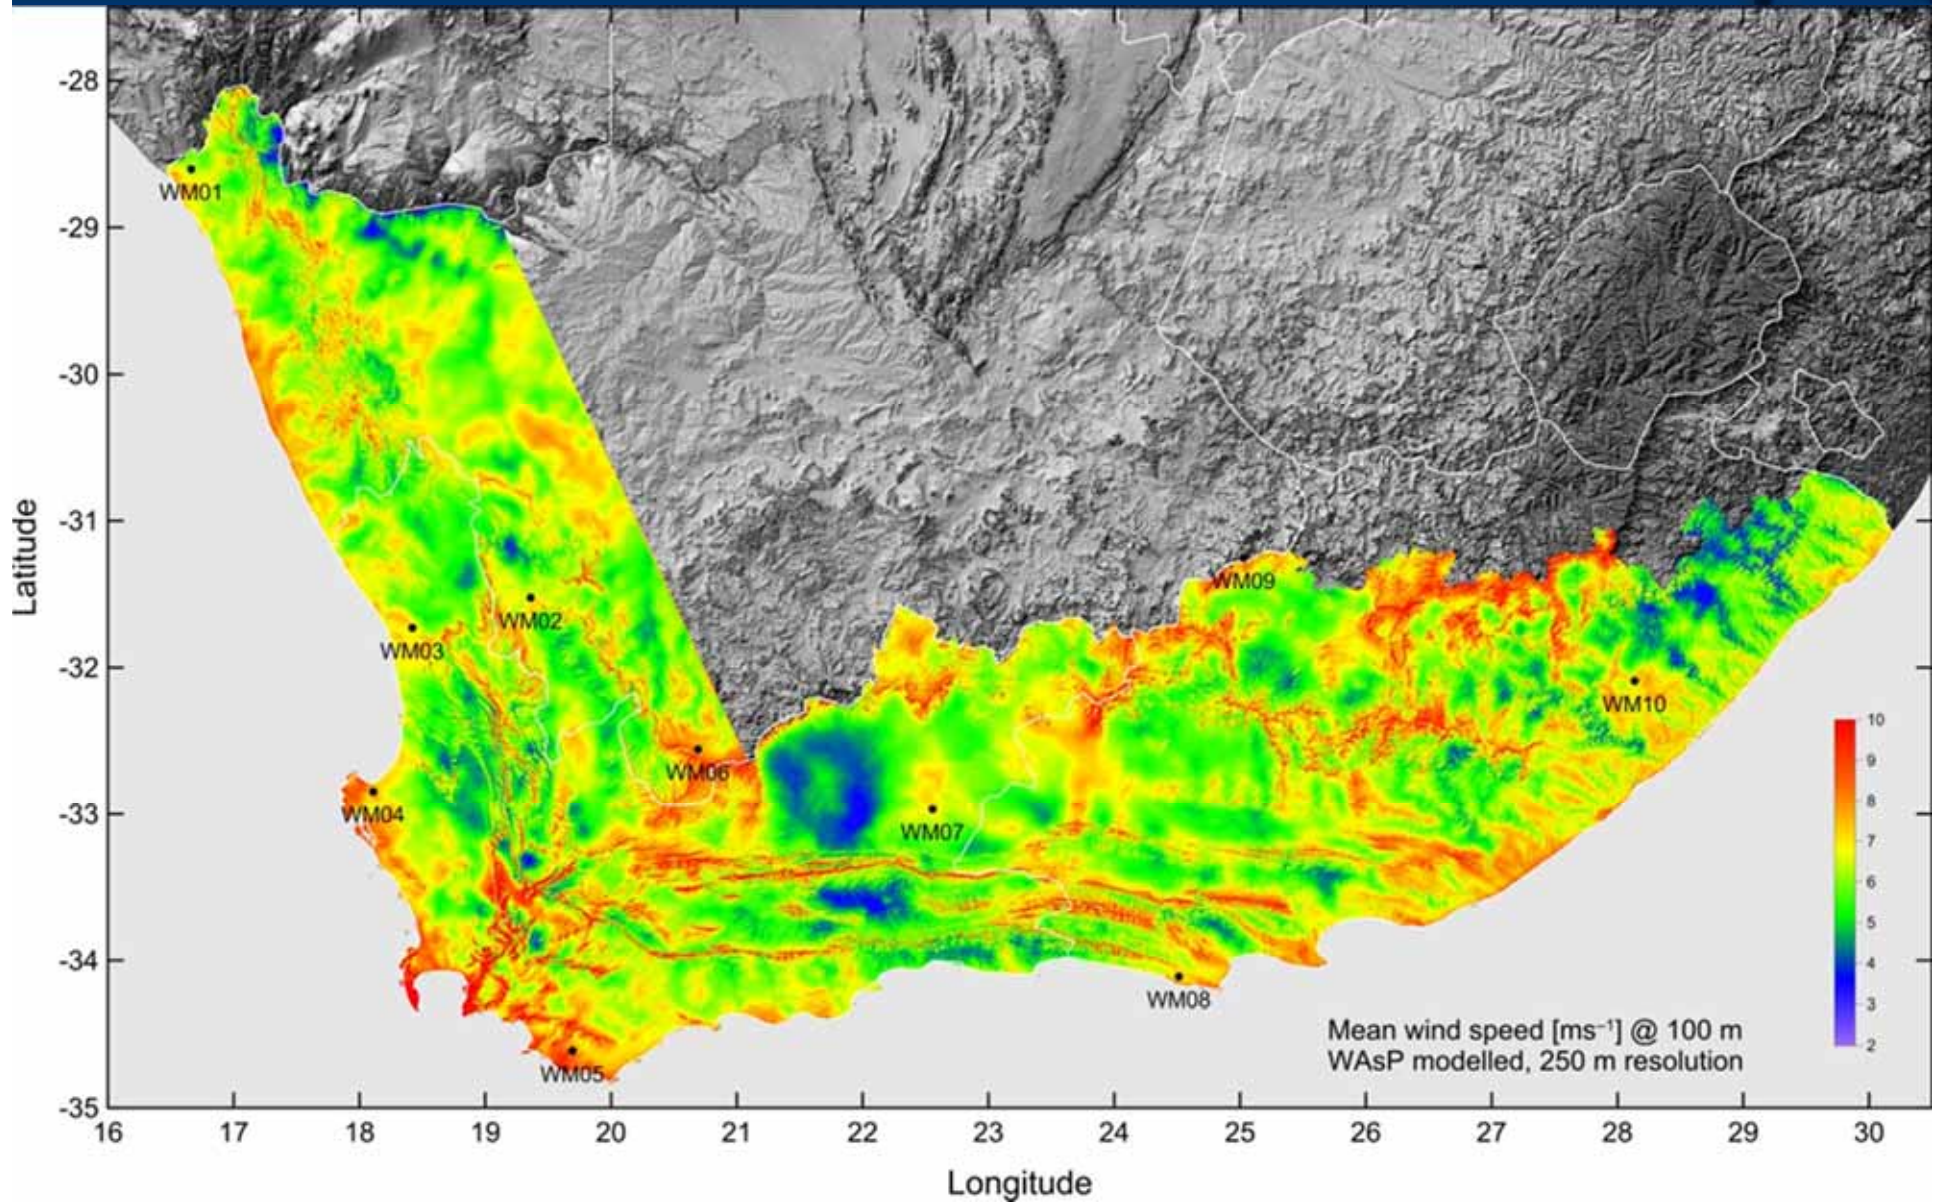 -28
-29
-30
-31
-32
-33
-34
-35
Latitude
WM01
WM02
WM03
WM04
WM05
WM06
WM07
WM08
WM09
WM10
10
9
8
7
6
5
4
3
2
Mean wind speed [ms⁻¹] @ 100 m
WAsP modelled, 250 m resolution
16 17 18 19 20 21 22 23 24 25 26 27 28 29 30
Longitude